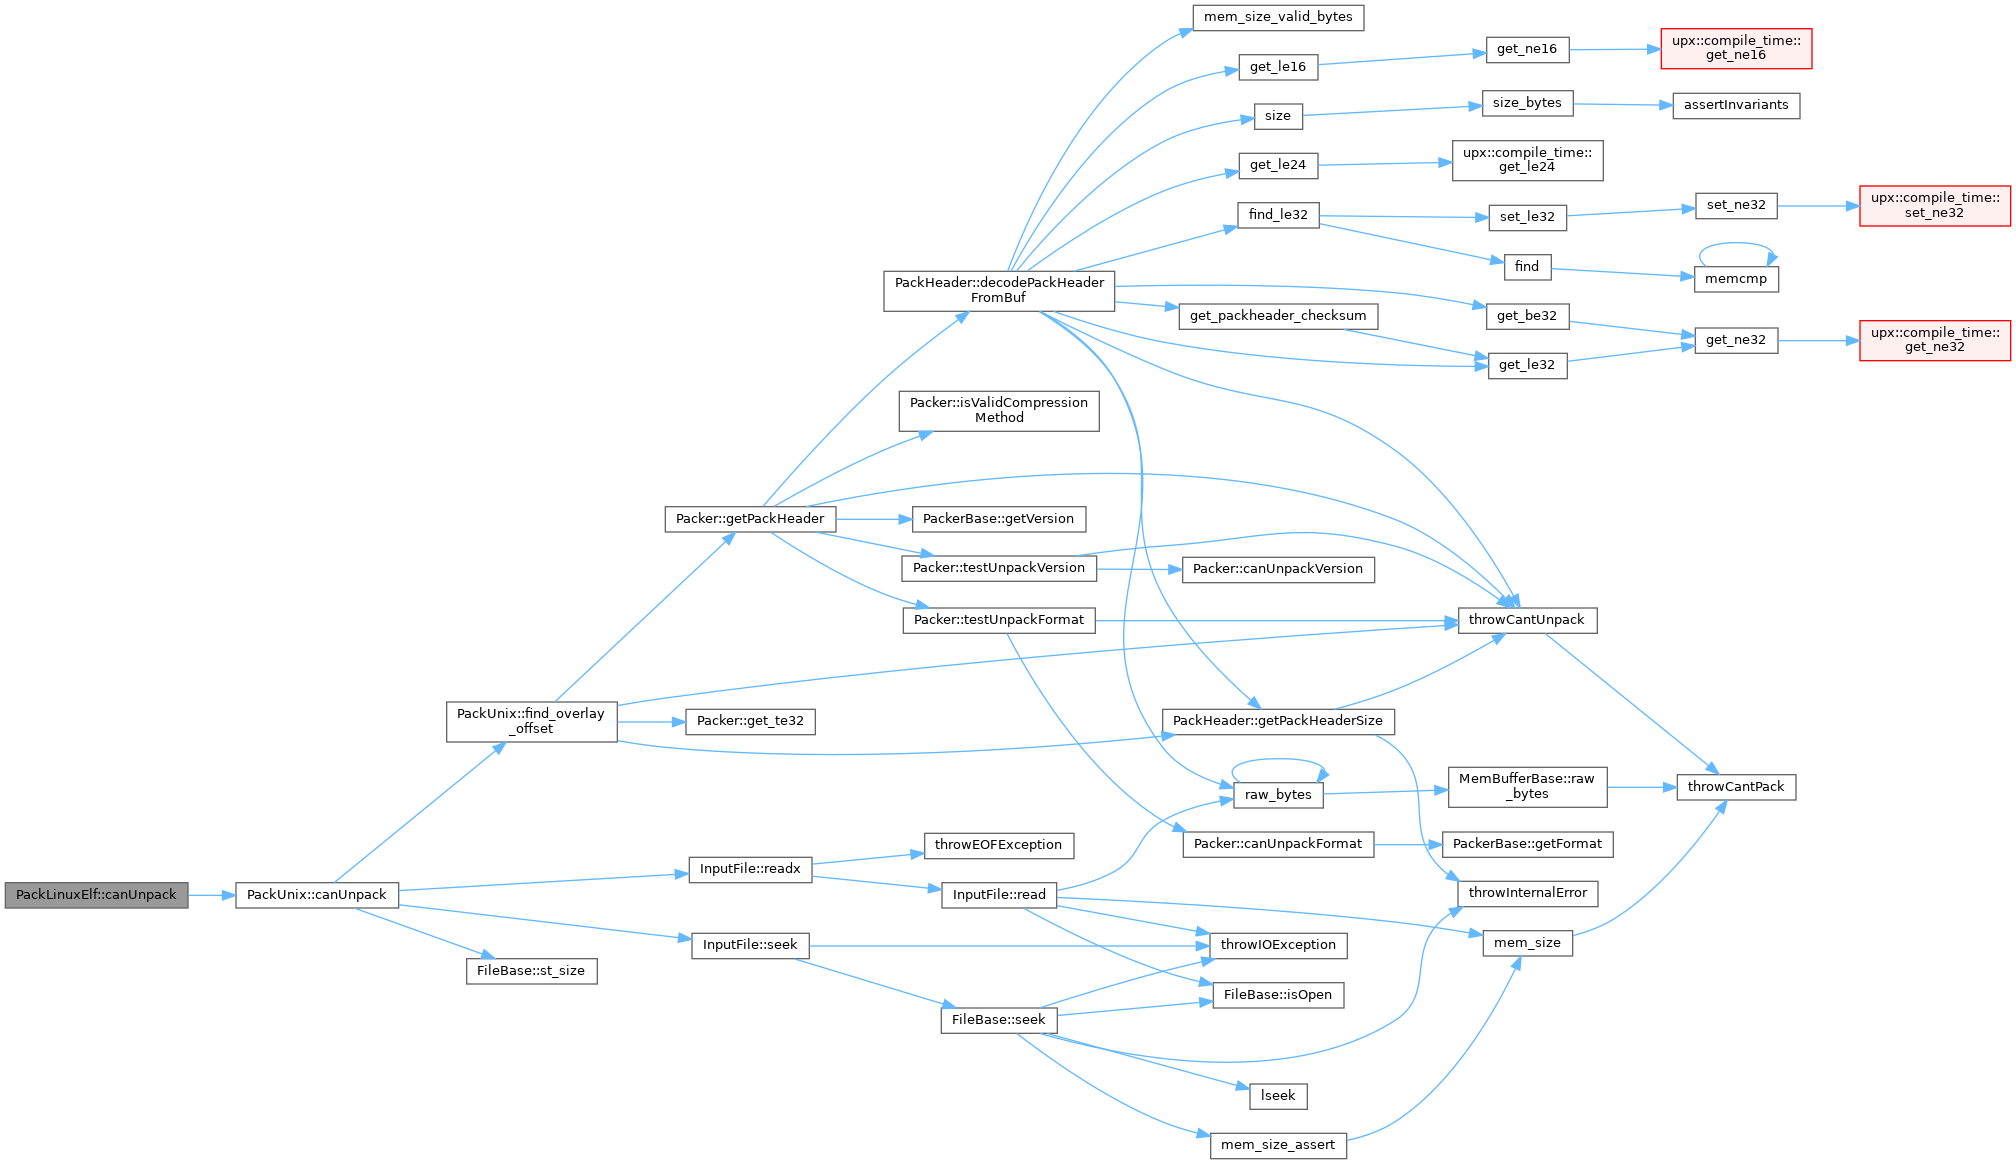 mem_size_valid_bytes
get_le16
get_ne16
upx::compile_time::
get_ne16
size
size_bytes
assertInvariants
get_le24
upx::compile_time::
get_le24
find_le32
set_le32
set_ne32
upx::compile_time::
set_ne32
find
memcmp
PackHeader::decodePackHeader
FromBuf
get_packheader_checksum
get_be32
get_le32
get_ne32
upx::compile_time::
get_ne32
Packer::isValidCompression
Method
Packer::getPackHeader
PackerBase::getVersion
Packer::testUnpackVersion
Packer::canUnpackVersion
Packer::testUnpackFormat
throwCantUnpack
PackUnix::find_overlay
_offset
Packer::get_te32
PackHeader::getPackHeaderSize
raw_bytes
MemBufferBase::raw
_bytes
throwCantPack
Packer::canUnpackFormat
PackerBase::getFormat
throwEOFException
InputFile::readx
PackLinuxElf::canUnpack
PackUnix::canUnpack
InputFile::read
throwInternalError
InputFile::seek
throwIOException
mem_size
FileBase::st_size
FileBase::isOpen
FileBase::seek
lseek
mem_size_assert